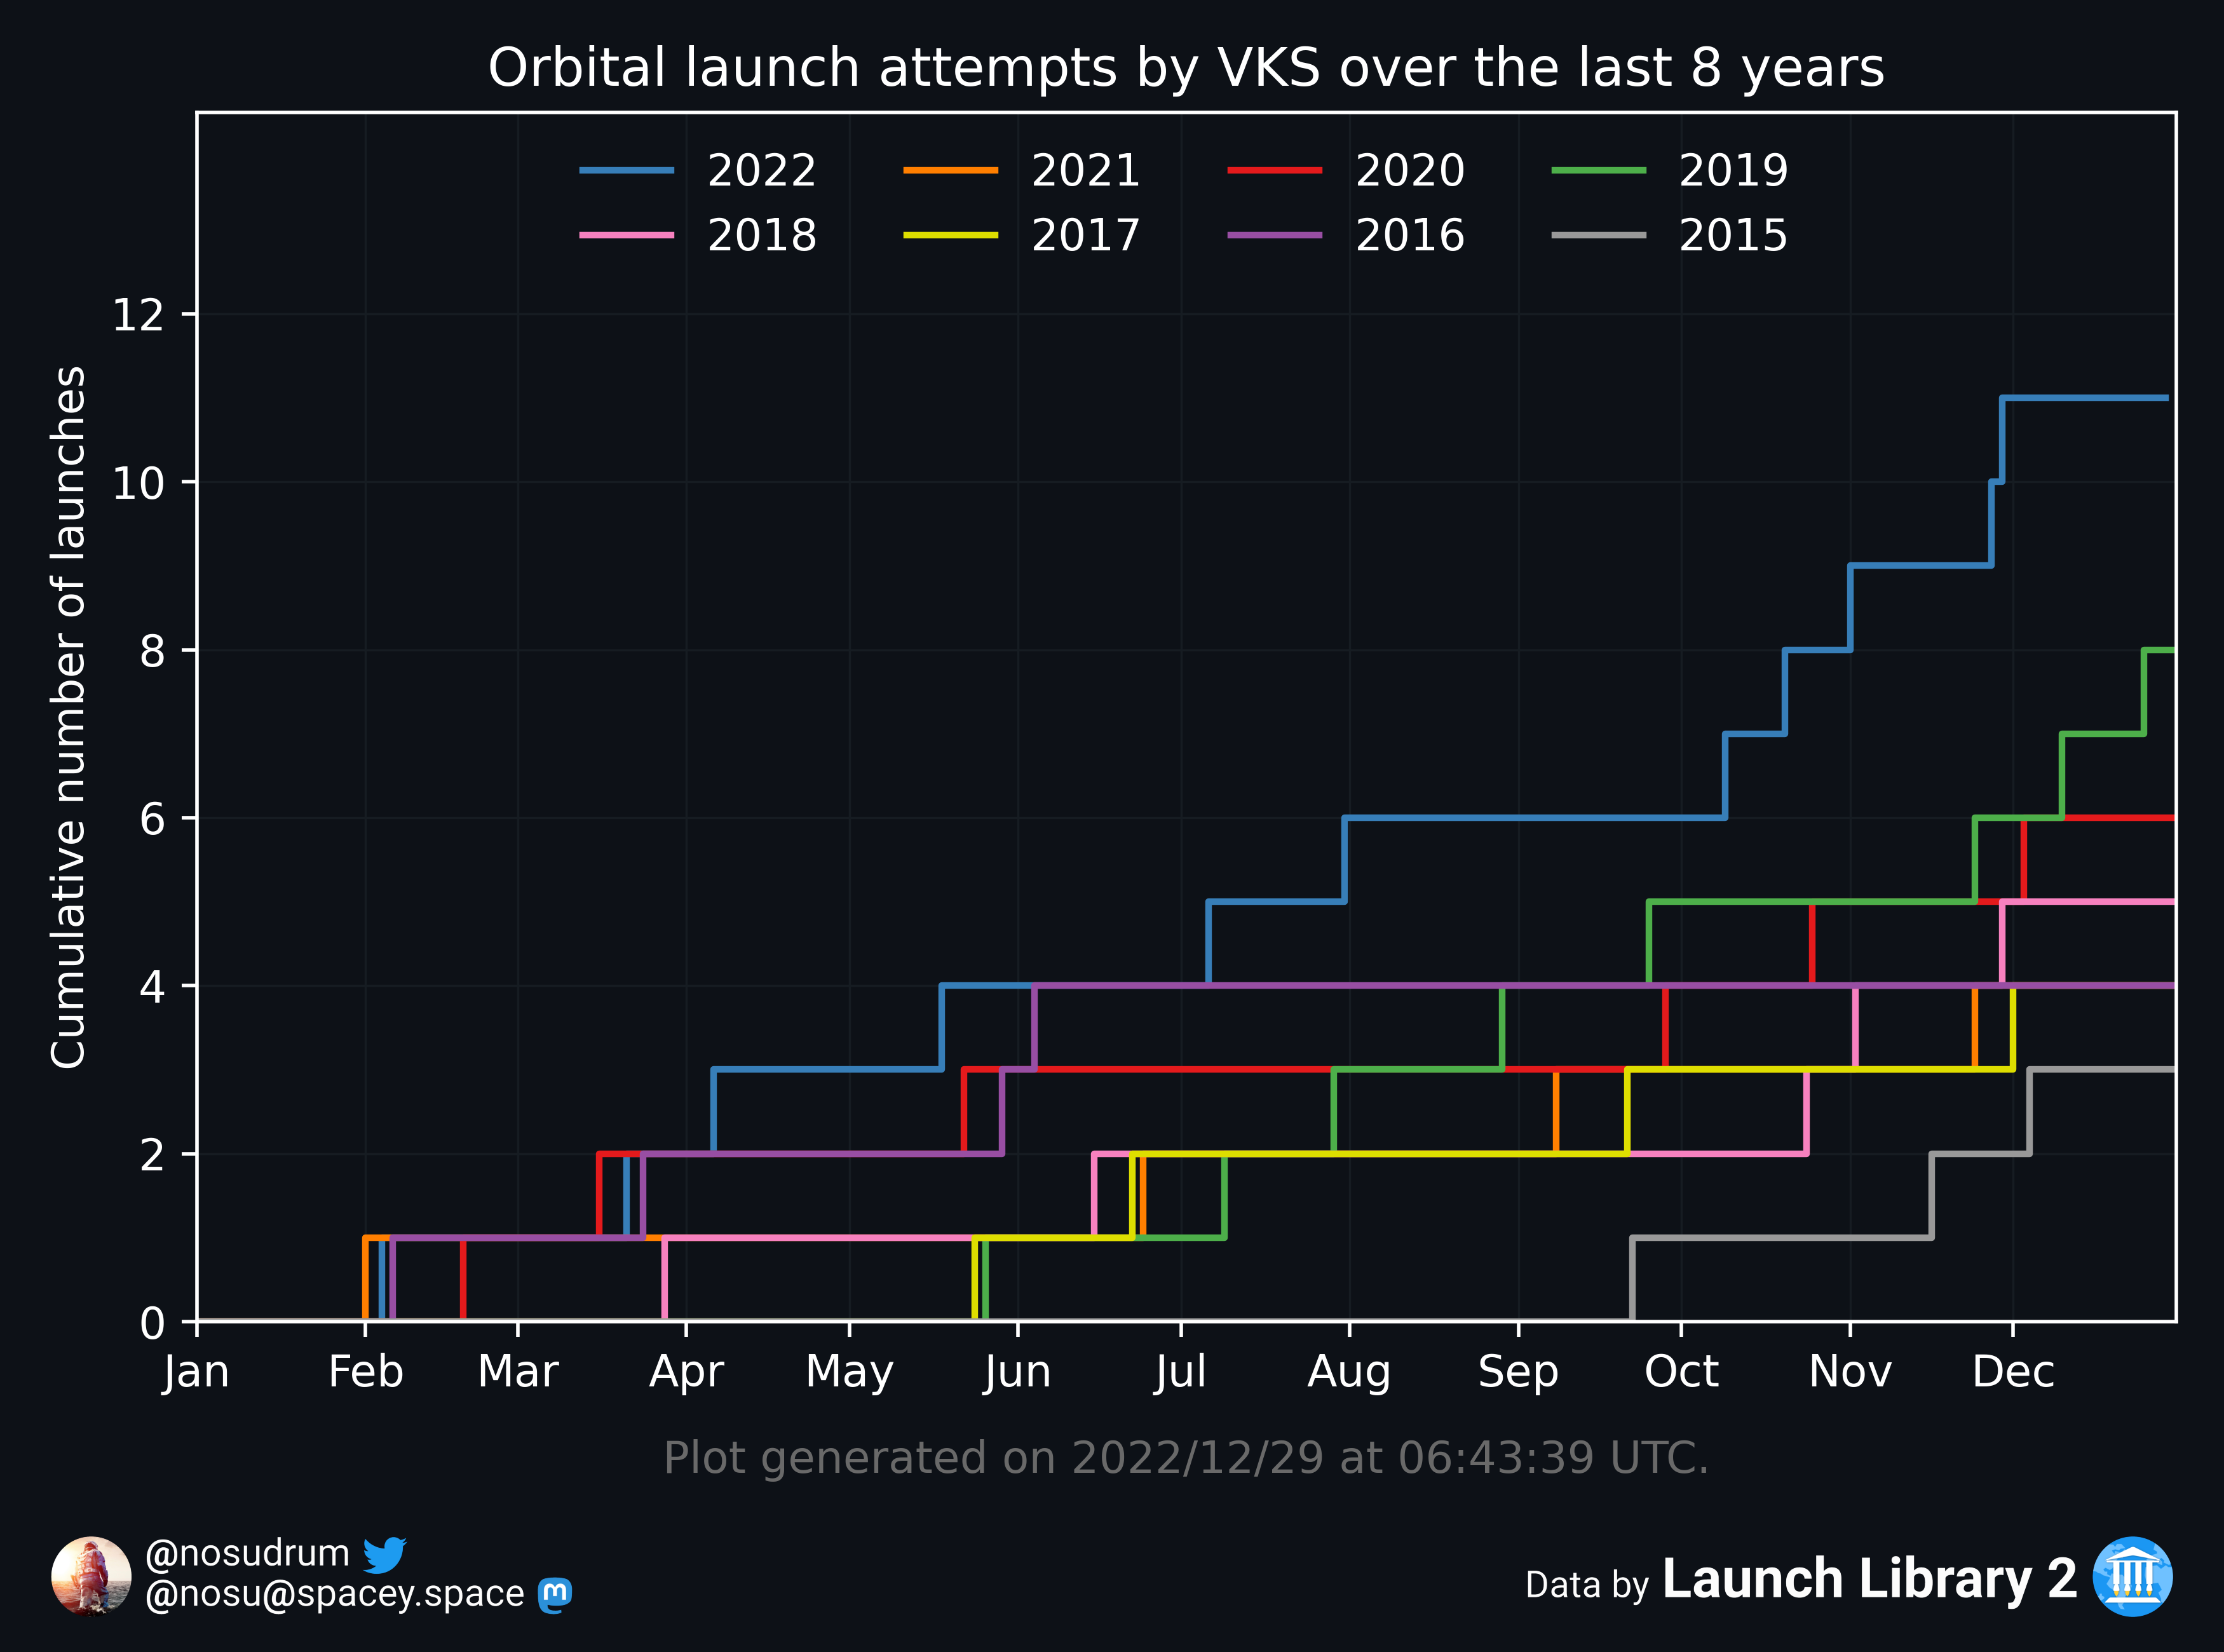 Orbital launch attempts by VKS over the last 8 years
2022 2021 2020 2019
2018 2017 2016 2015
Cumulative number of launches
12
10
8
6
4
2
0
Jan Feb Mar Apr May Jun Jul Aug Sep Oct Nov Dec
Plot generated on 2022/12/29 at 06:43:39 UTC.
@nosudrum
@nosu@spacey.space
Data by Launch Library 2